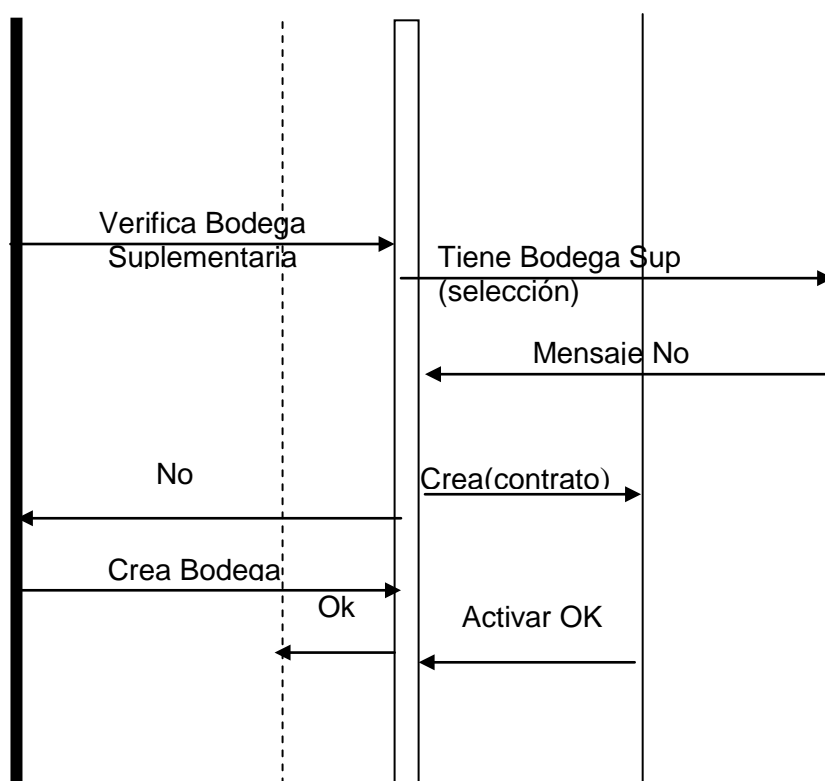 Verifica Bodega
Suplementaria
Tiene Bodega Sup
(selección)
Mensaje No
No
Crea(contrato)
Crea Bodega
Ok
Activar OK